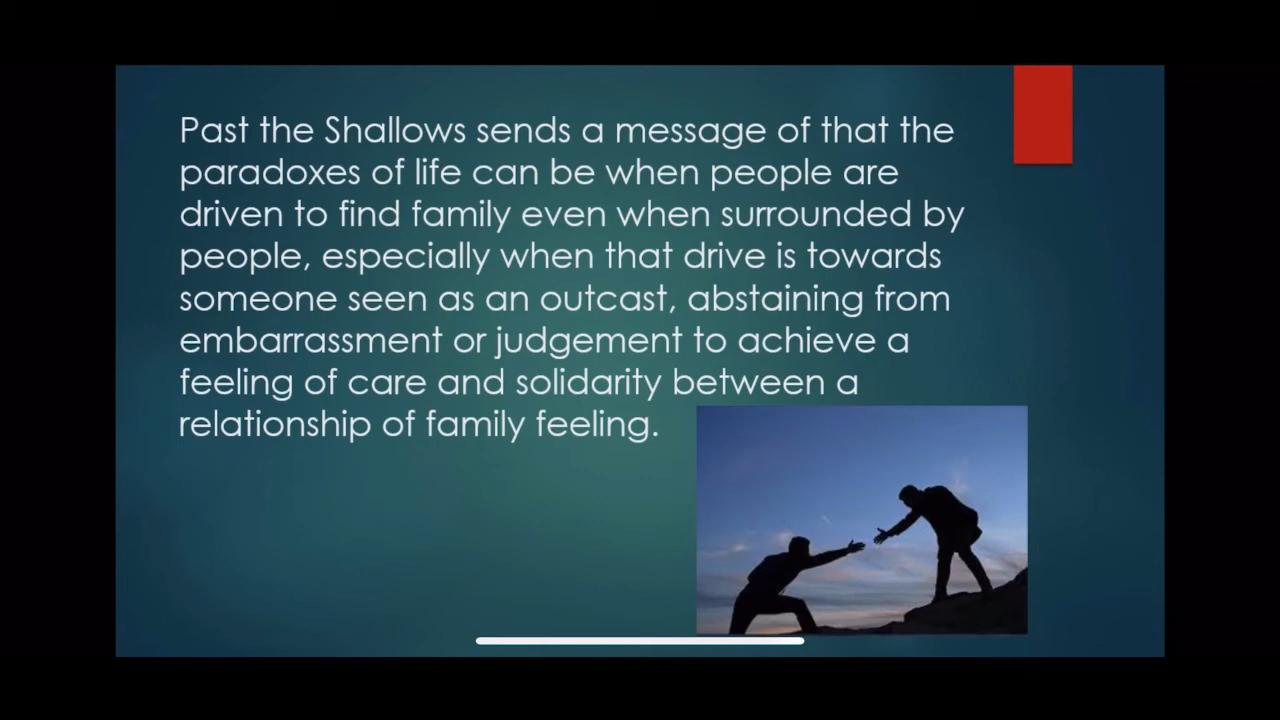 Past the Shallows sends a message of that the
paradoxes of life can be when people are
driven to find family even when surrounded by
people, especially when that drive is towards
someone seen as an outcast, abstaining from
embarrassment or judgement to achieve a
feeling of care and solidarity between a
relationship of family feeling.